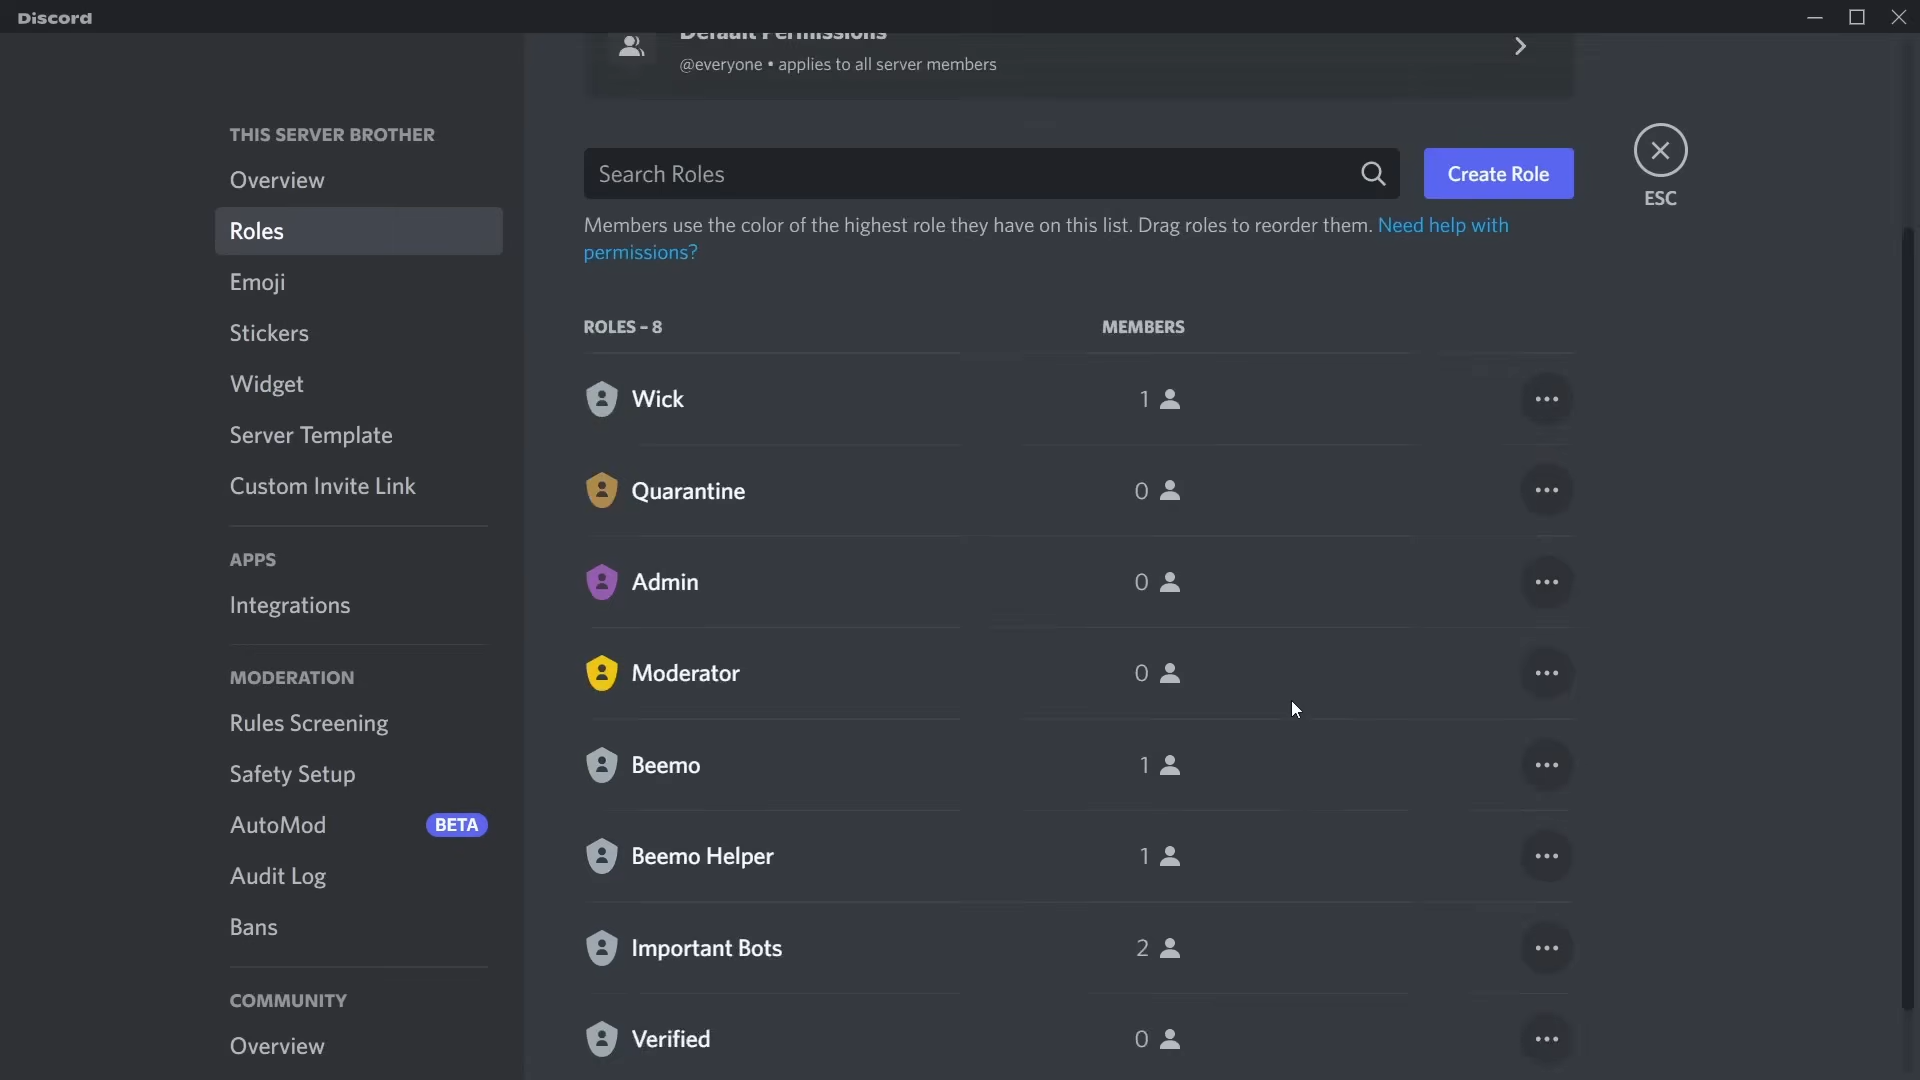 Discord
Default Permissions
@everyone • applies to all server members
THIS SERVER BROTHER
Overview
Roles
Emoji
Stickers
Widget
Server Template
Custom Invite Link
APPS
Integrations
MODERATION
Rules Screening
Safety Setup
AutoMod BETA
Audit Log
Bans
COMMUNITY
Overview
Search Roles
Create Role
ESC
Members use the color of the highest role they have on this list. Drag roles to reorder them. Need help with
permissions?
ROLES – 8 MEMBERS
Wick 1
Quarantine 0
Admin 0
Moderator 0
Beemo 1
Beemo Helper 1
Important Bots 2
Verified 0